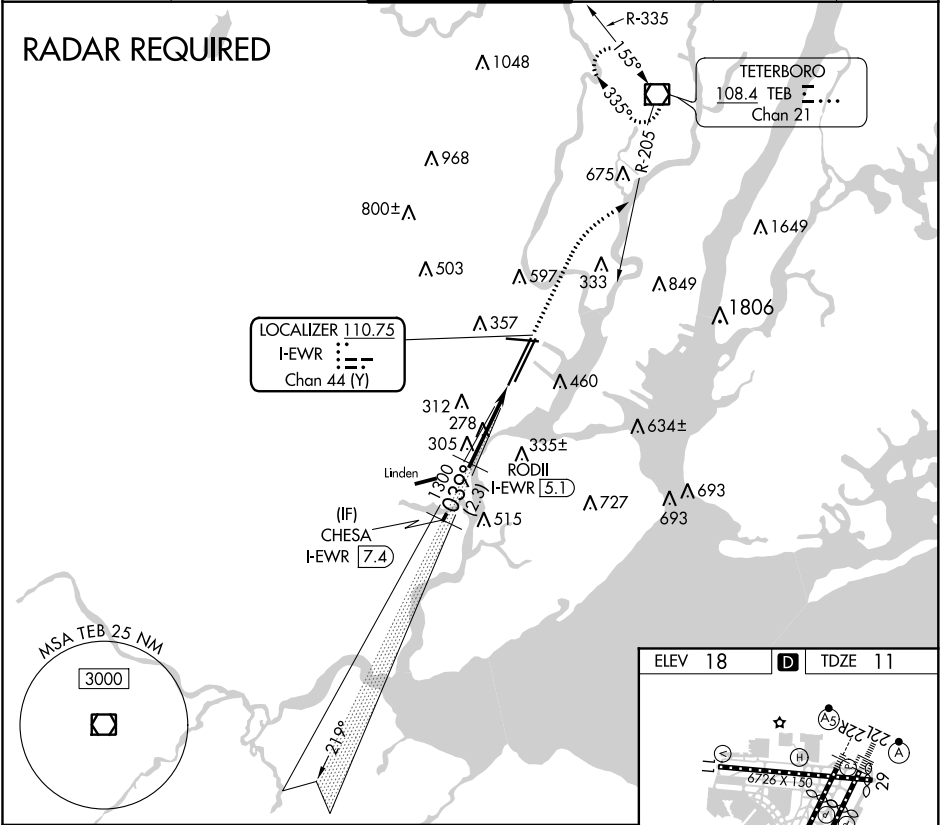 RADAR REQUIRED
R-335
155°
335°
TETERBORO
108.4 TEB
Chan 21
R-205
1048
968
675
800±
1649
503
597
333
849
1806
LOCALIZER 110.75
I-EWR
Chan 44 (Y)
357
460
312
278
305
634±
335±
Linden
RODII
I-EWR 5.1
1300
039°
(2.3)
727
693
693
515
(IF)
CHESA
I-EWR 7.4
MSA TEB 25 NM
3000
219°
ELEV 18 D TDZE 11
A5
22R
22L
A
V
H
11
6726 X 150
29
P
P